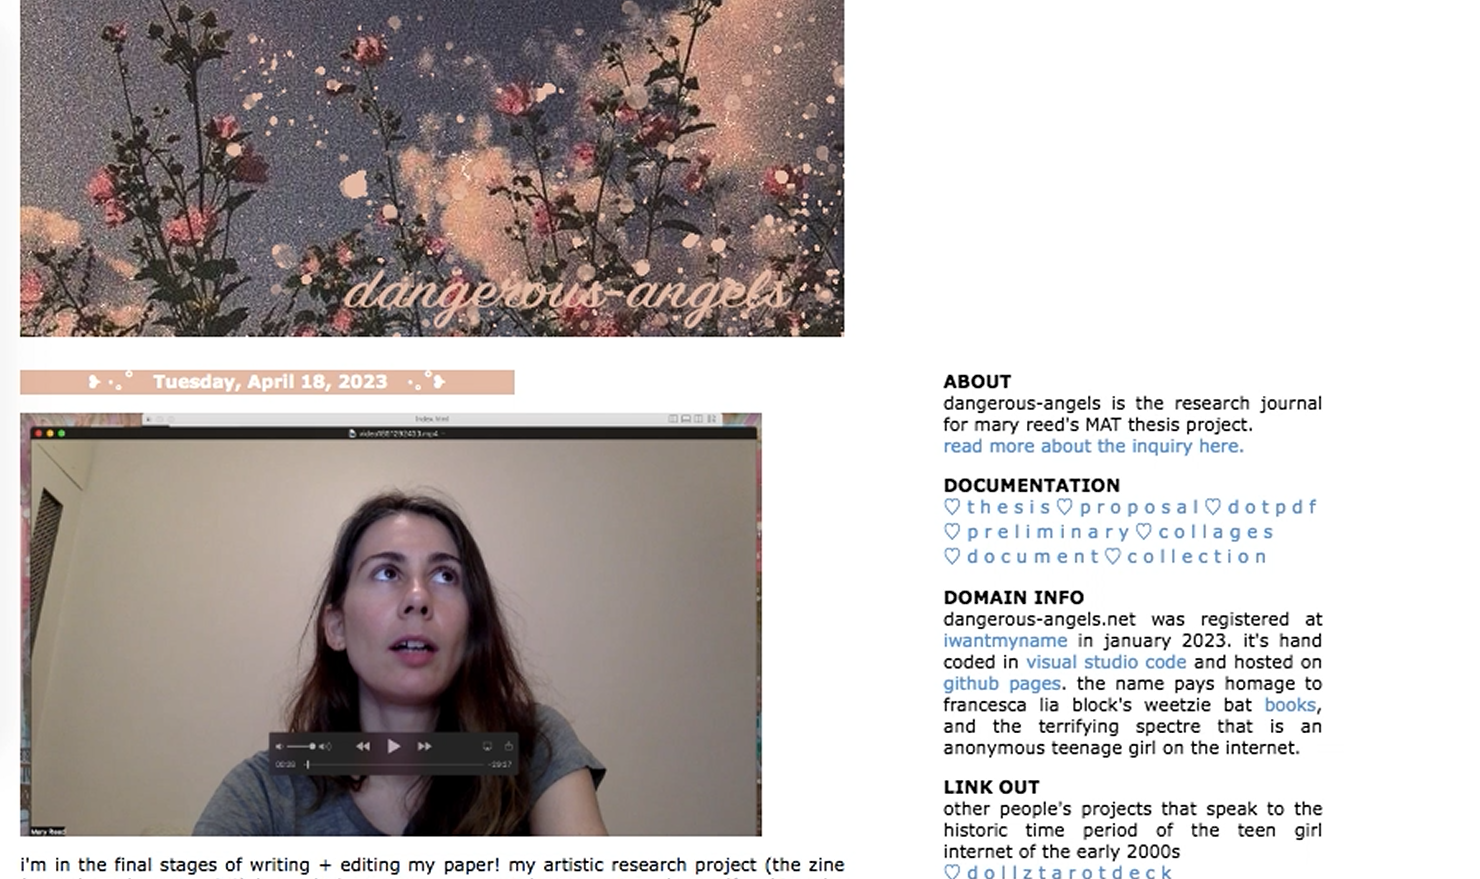 dangerous-angels
❥ ·｡ﾟ Tuesday, April 18, 2023 ·｡ﾟ❥
Index.html
00:28 -29:27
Mary Reed
i'm in the final stages of writing + editing my paper! my artistic research project (the zine
ABOUT
dangerous-angels is the research journal
for mary reed's MAT thesis project.
read more about the inquiry here.
DOCUMENTATION
♡thesis♡proposal♡dotpdf
♡preliminary♡collages
♡document♡collection
DOMAIN INFO
dangerous-angels.net was registered at
iwantmyname in january 2023. it's hand
coded in visual studio code and hosted on
github pages. the name pays homage to
francesca lia block's weetzie bat books,
and the terrifying spectre that is an
anonymous teenage girl on the internet.
LINK OUT
other people's projects that speak to the
historic time period of the teen girl
internet of the early 2000s
♡dollztarotdeck